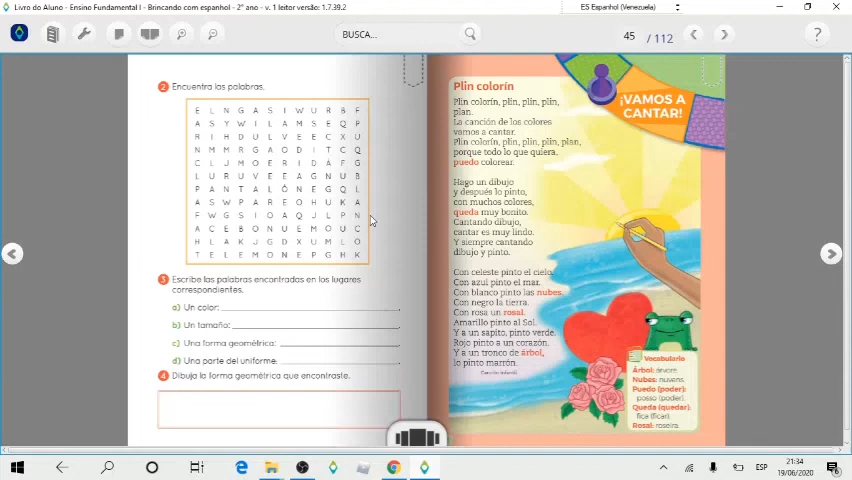 Livro do Aluno - Ensino Fundamental I - Brincando com espanhol - 2° ano - v. 1 leitor versão: 1.7.39.2
ES Espanhol (Venezuela)
BUSCA...
45 / 112
?
2 Encuentra las palabras.
E L N G A S I W U R B F
A S Y W I L A M S E Q P
R I H D U L V E E C X U
N M M R G A O D I T C Q
C L J M O E R I D Á F G
L U R U V E E A G N U B
P A N T A L Ó N E G Q L
A S W P A R E O H U K A
F W G S I O A Q J L P N
A C E B O N U E M O U C
H L A K J G D X U M L O
T E L E M O N E P G H K
3 Escribe las palabras encontradas en los lugares
correspondientes.
a) Un color:
b) Un tamaño:
c) Una forma geométrica:
d) Una parte del uniforme:
4 Dibuja la forma geométrica que encontraste.
Plin colorín
Plin colorín, plin, plin, plin,
plan.
La canción de los colores
vamos a cantar.
Plin colorín, plin, plin, plin, plan,
porque todo lo que quiera,
puedo colorear.
Hago un dibujo
y después lo pinto,
con muchos colores,
queda muy bonito.
Cantando dibujo,
cantar es muy lindo.
Y siempre cantando
dibujo y pinto.
Con celeste pinto el cielo,
Con azul pinto el mar.
Con blanco pinto las nubes.
Con negro la tierra.
Con rosa un rosal.
Amarillo pinto al Sol.
Y a un sapito, pinto verde.
Rojo pinto a un corazón.
Y a un tronco de árbol,
lo pinto marrón.
Canción infantil
¡VAMOS A
CANTAR!
Vocabulario
Árbol: árvore.
Nubes: nuvens.
Puedo (poder):
posso (poder).
Queda (quedar):
fica (ficar).
Rosal: roseira.
ESP
21:34
19/06/2020
6